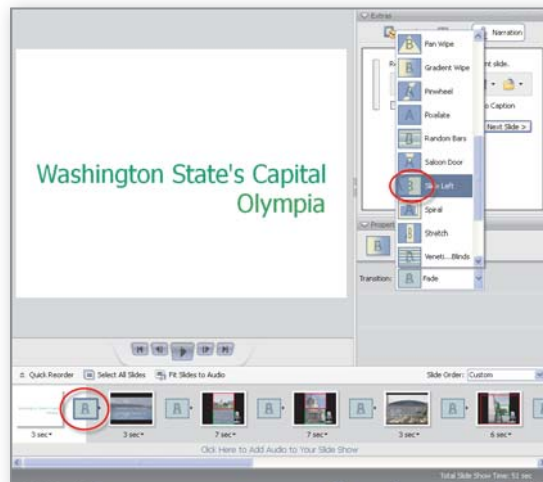 Extras
Narration
Pan Wipe
Gradient Wipe
Pinwheel
Pixelate
Random Bars
Saloon Door
Slide Left
Spiral
Stretch
Veneti...Blinds
nt slide.
o Caption
Next Slide >
Washington State's Capital
Olympia
Transition:
Fade
Quick Reorder
Select All Slides
Fit Slides to Audio
Slide Order: Custom
3 sec
3 sec
7 sec
7 sec
3 sec
6 sec
Click Here to Add Audio to Your Slide Show
Total Slide Show Time: 51 sec